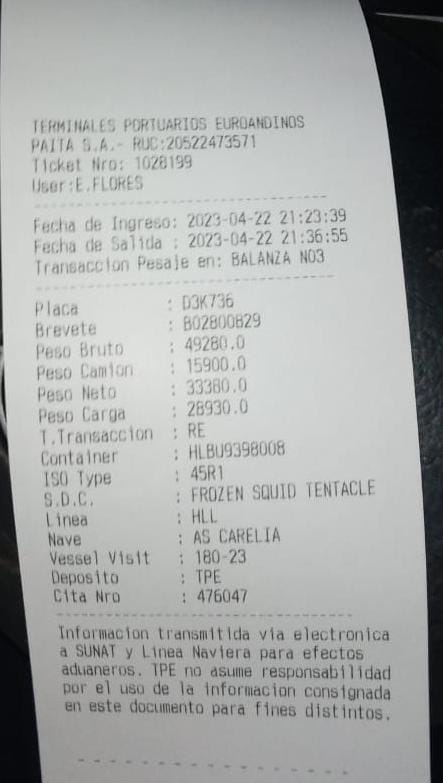 TERMINALES PORTUARIOS EUROANDINOS
PAITA S.A.- RUC:20522473571
Ticket Nro: 1028199
User:E.FLORES
Fecha de Ingreso: 2023-04-22 21:23:39
Fecha de Salida : 2023-04-22 21:36:55
Transaccion Pesaje en: BALANZA NO3
Placa : D3K736
Brevete : B02800829
Peso Bruto : 49280.0
Peso Camion : 15900.0
Peso Neto : 33380.0
Peso Carga : 28930.0
T.Transaccion : RE
Container : HLBU9398008
ISO Type : 45R1
S.D.C. : FROZEN SQUID TENTACLE
Linea : HLL
Nave : AS CARELIA
Vessel Visit : 180-23
Deposito : TPE
Cita Nro : 476047
Informacion transmitida via electronica
a SUNAT y Linea Naviera para efectos
aduaneros. TPE no asume responsabilidad
por el uso de la informacion consignada
en este documento para fines distintos.